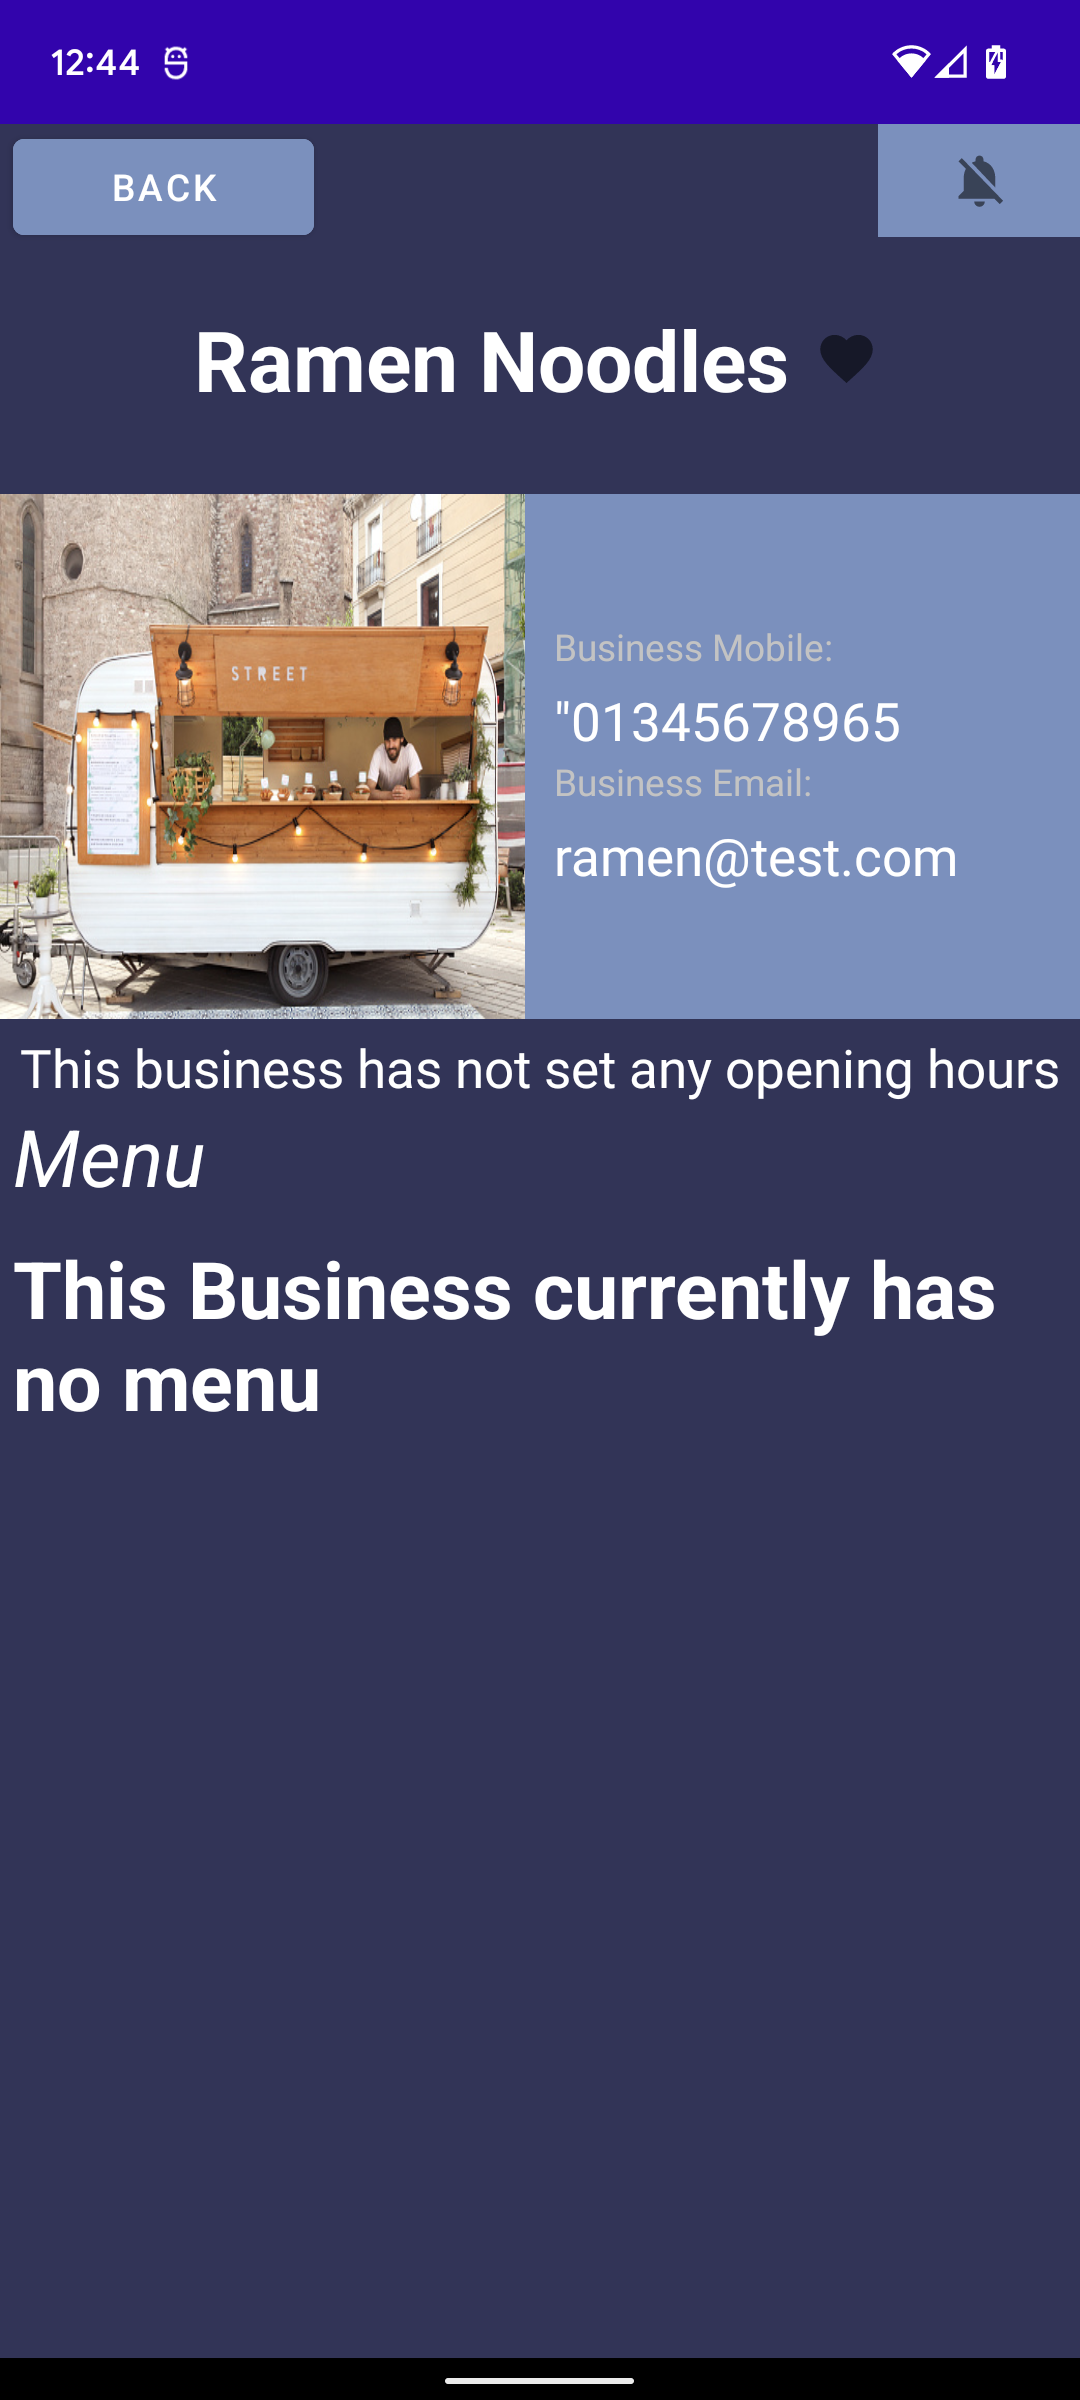 12:44
BACK
Ramen Noodles
STREET
Business Mobile:
"01345678965
Business Email:
ramen@test.com
This business has not set any opening hours
Menu
This Business currently has
no menu